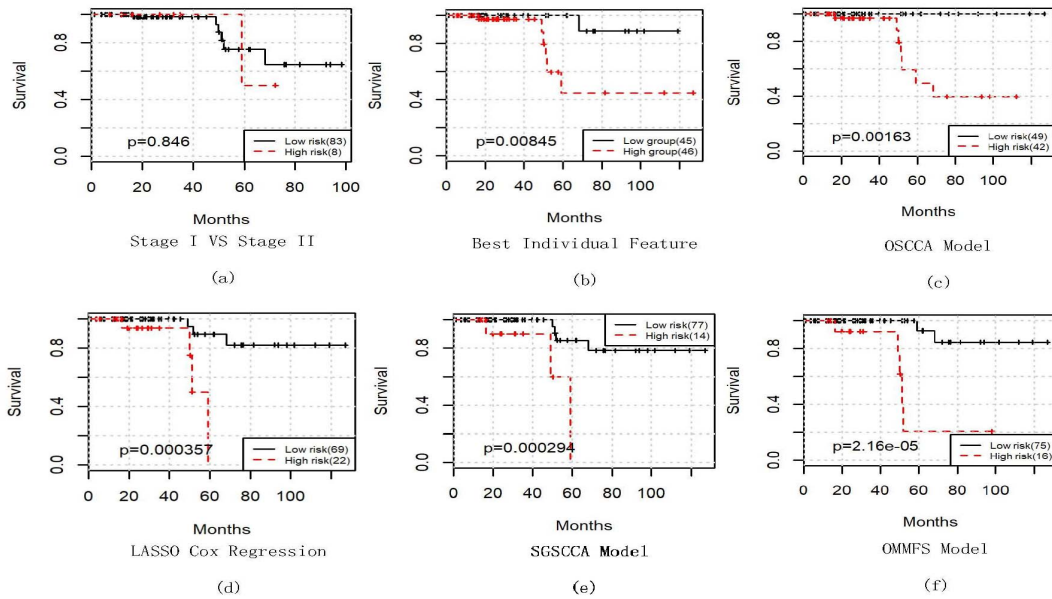 Survival
0.0 0.4 0.8
p=0.846
Low risk(83)
High risk(8)
0 20 40 60 80 100
Months
Stage I VS Stage II
(a)
Survival
0.0 0.4 0.8
p=0.00845
Low group(45)
High group(46)
0 20 40 60 80 100
Months
Best Individual Feature
(b)
Survival
0.0 0.4 0.8
p=0.00163
Low risk(49)
High risk(42)
0 20 40 60 80 100
Months
OSCCA Model
(c)
Survival
0.0 0.4 0.8
p=0.000357
Low risk(69)
High risk(22)
0 20 40 60 80 100
Months
LASSO Cox Regression
(d)
Survival
0.0 0.4 0.8
Low risk(77)
High risk(14)
p=0.000294
0 20 40 60 80 100
Months
SGSCCA Model
(e)
Survival
0.0 0.4 0.8
p=2.16e-05
Low risk(75)
High risk(16)
0 20 40 60 80 100
Months
OMMFS Model
(f)